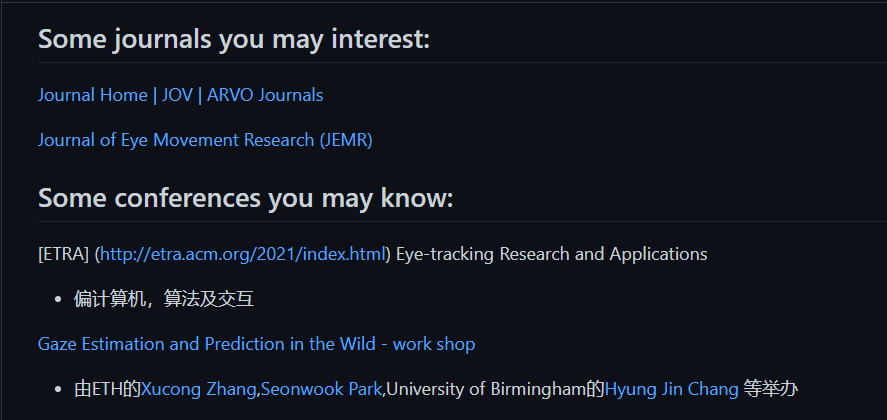 Some journals you may interest:
Journal Home | JOV | ARVO Journals
Journal of Eye Movement Research (JEMR)
Some conferences you may know:
[ETRA] (http://etra.acm.org/2021/index.html) Eye-tracking Research and Applications
• 偏计算机，算法及交互
Gaze Estimation and Prediction in the Wild - work shop
• 由ETH的Xucong Zhang,Seonwook Park,University of Birmingham的Hyung Jin Chang 等举办